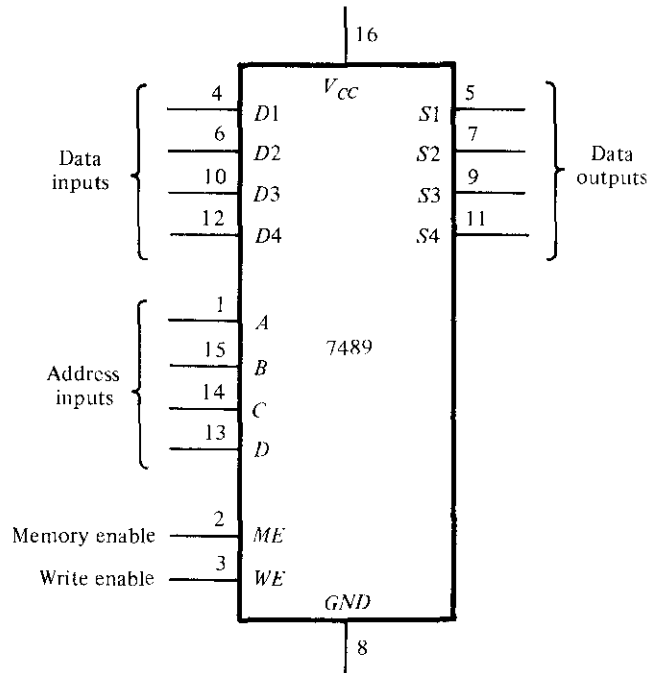 16
V_CC
4 D1 S1 5
6 D2 S2 7
Data inputs
Data outputs
10 D3 S3 9
12 D4 S4 11
1 A
7489
15 B
Address inputs
14 C
13 D
Memory enable 2 ME
Write enable 3 WE
GND
8